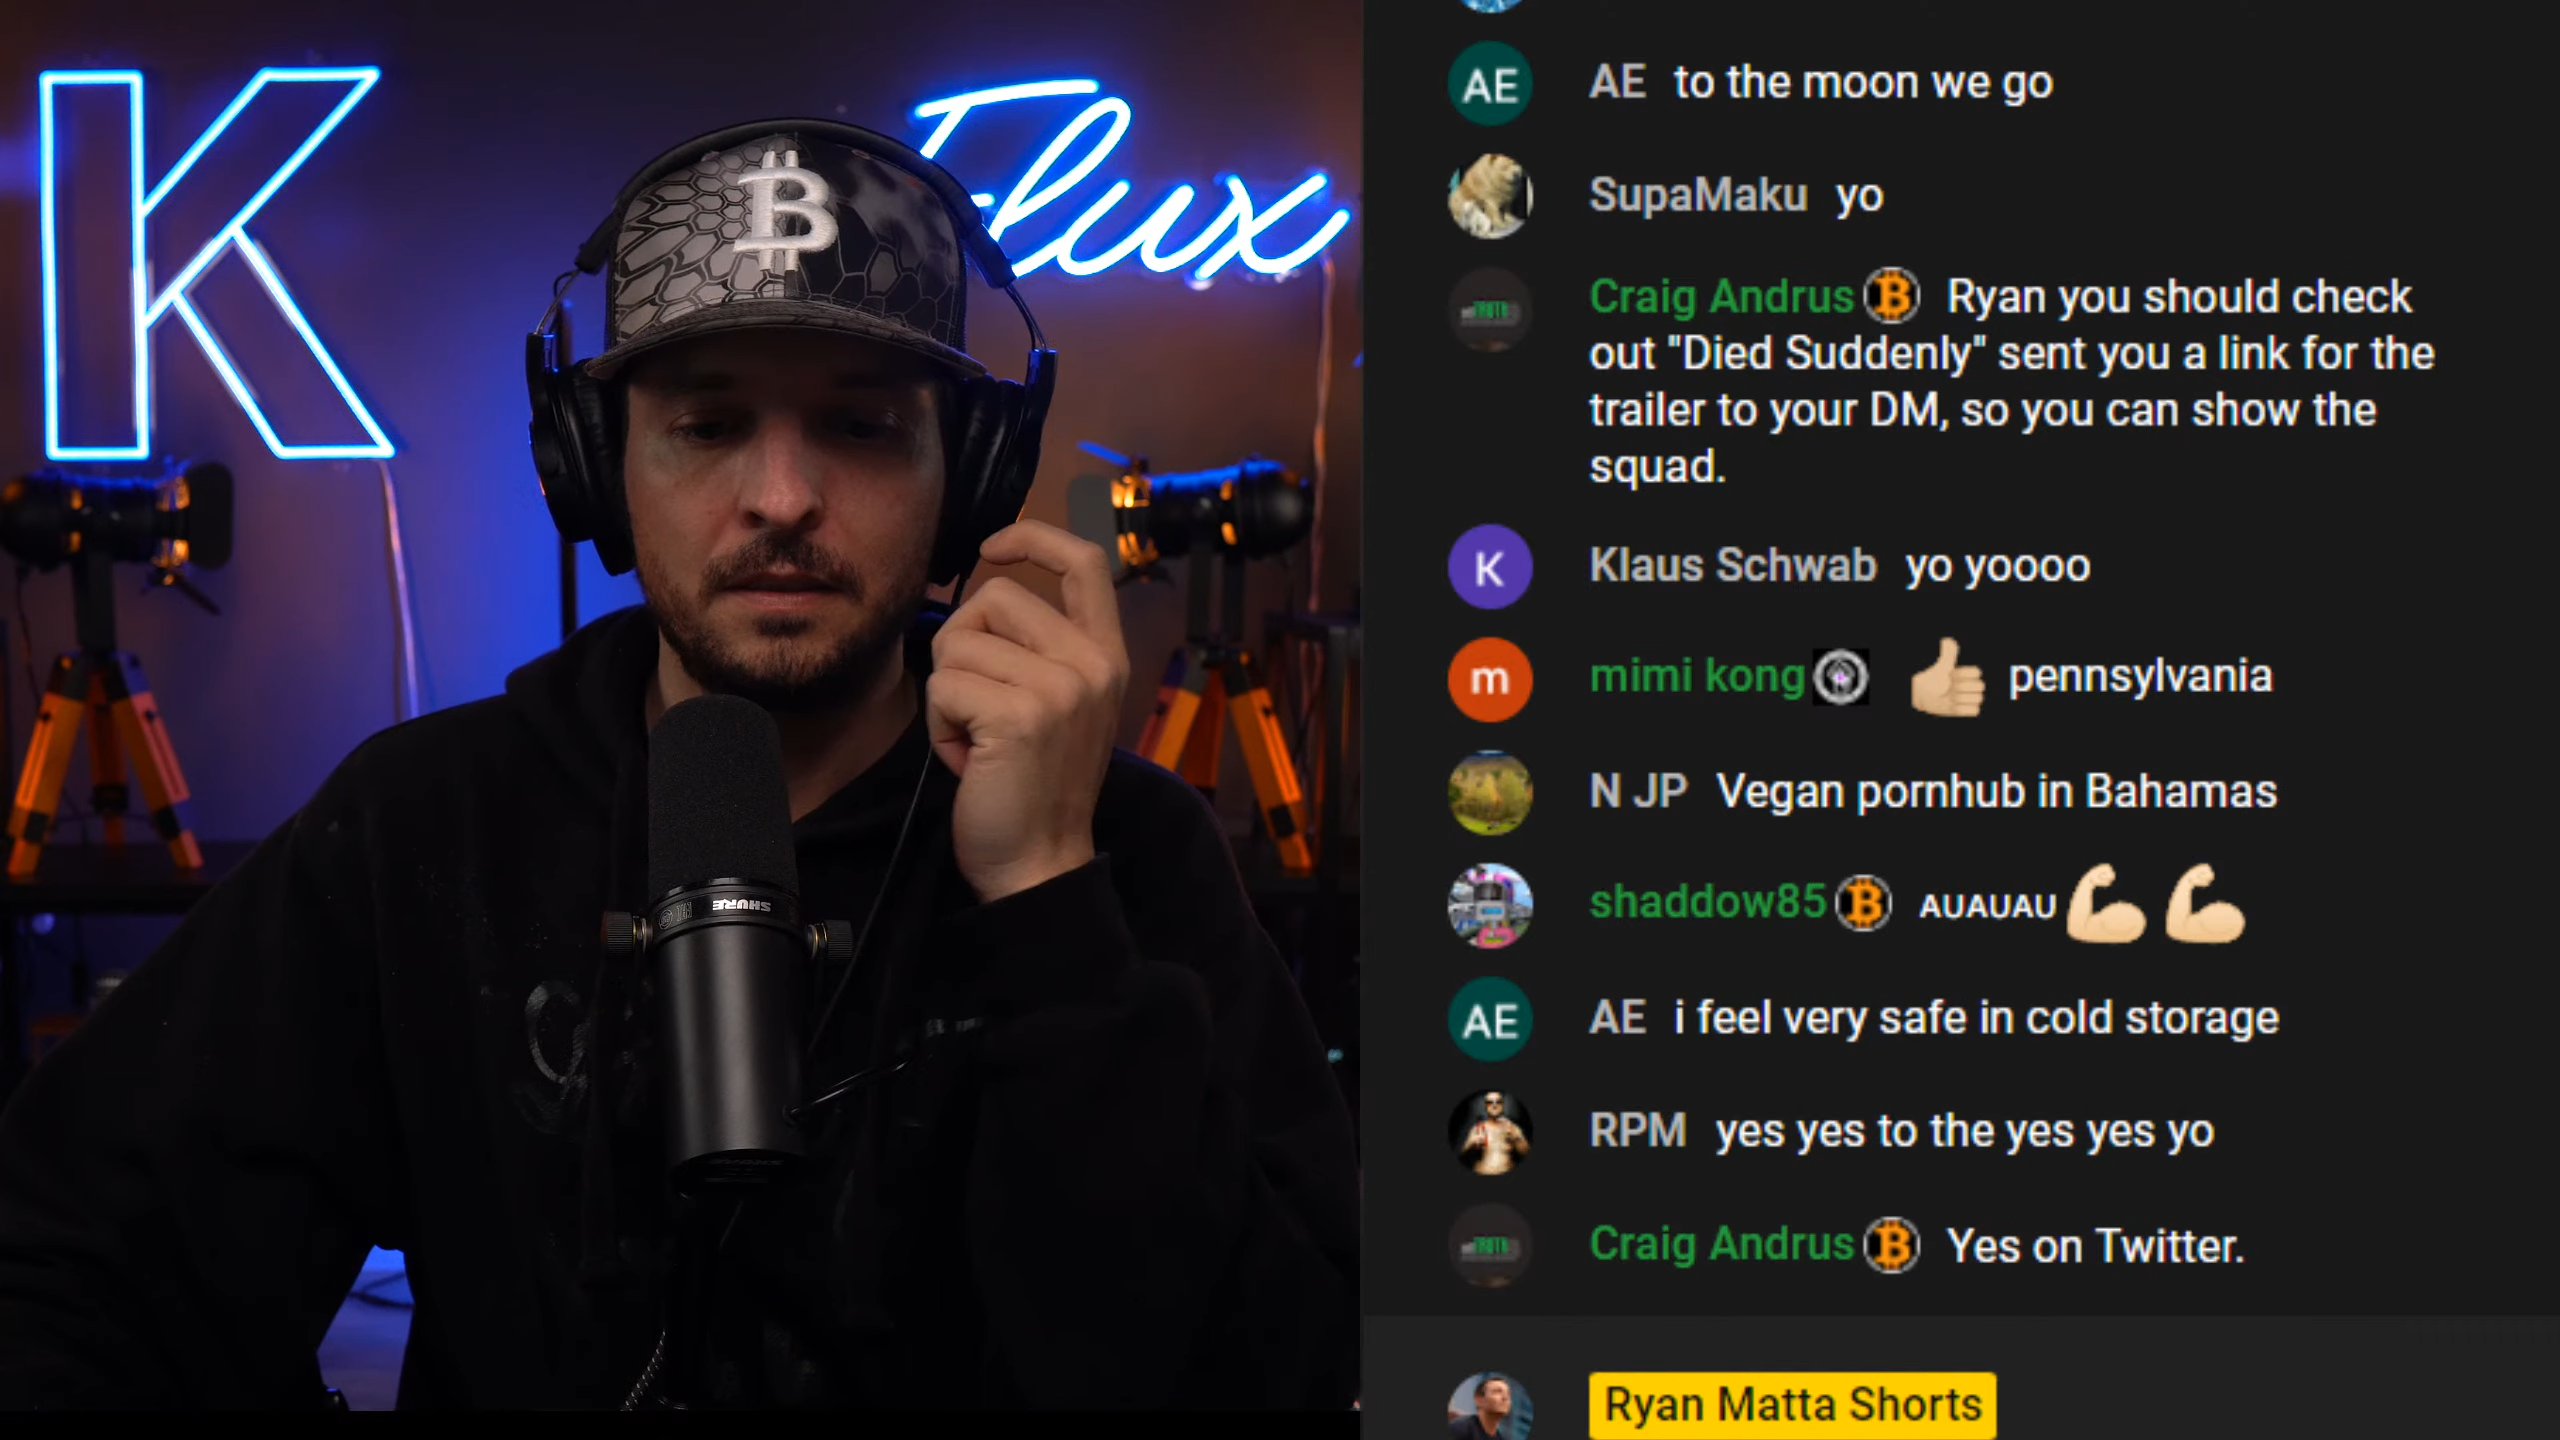 K
Flux
B
SHURE
AE AE to the moon we go
SupaMaku yo
Craig Andrus Ryan you should check
out "Died Suddenly" sent you a link for the
trailer to your DM, so you can show the
squad.
K Klaus Schwab yo yoooo
m mimi kong pennsylvania
N JP Vegan pornhub in Bahamas
shaddow85 AUAUAU
AE AE i feel very safe in cold storage
RPM yes yes to the yes yes yo
Craig Andrus Yes on Twitter.
Ryan Matta Shorts